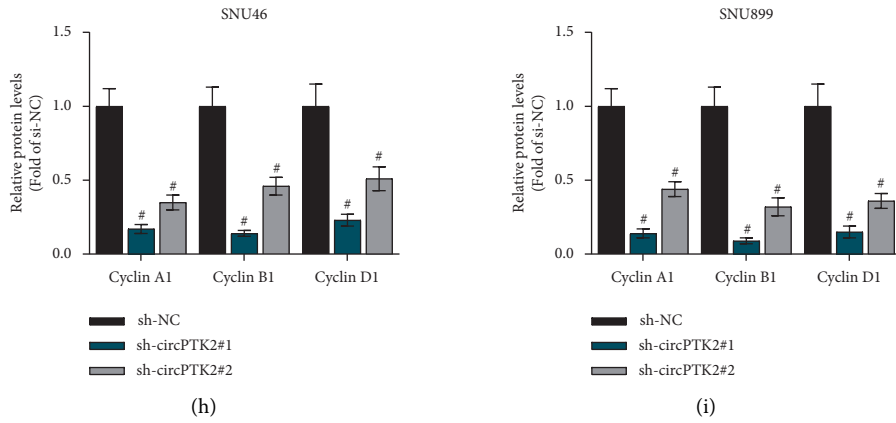 SNU46
Relative protein levels
(Fold of si-NC)
1.5
1.0
0.5
0.0
#
#
#
#
#
#
Cyclin A1
Cyclin B1
Cyclin D1
sh-NC
sh-circPTK2#1
sh-circPTK2#2
(h)
SNU899
Relative protein levels
(Fold of si-NC)
1.5
1.0
0.5
0.0
#
#
#
#
#
#
Cyclin A1
Cyclin B1
Cyclin D1
sh-NC
sh-circPTK2#1
sh-circPTK2#2
(i)